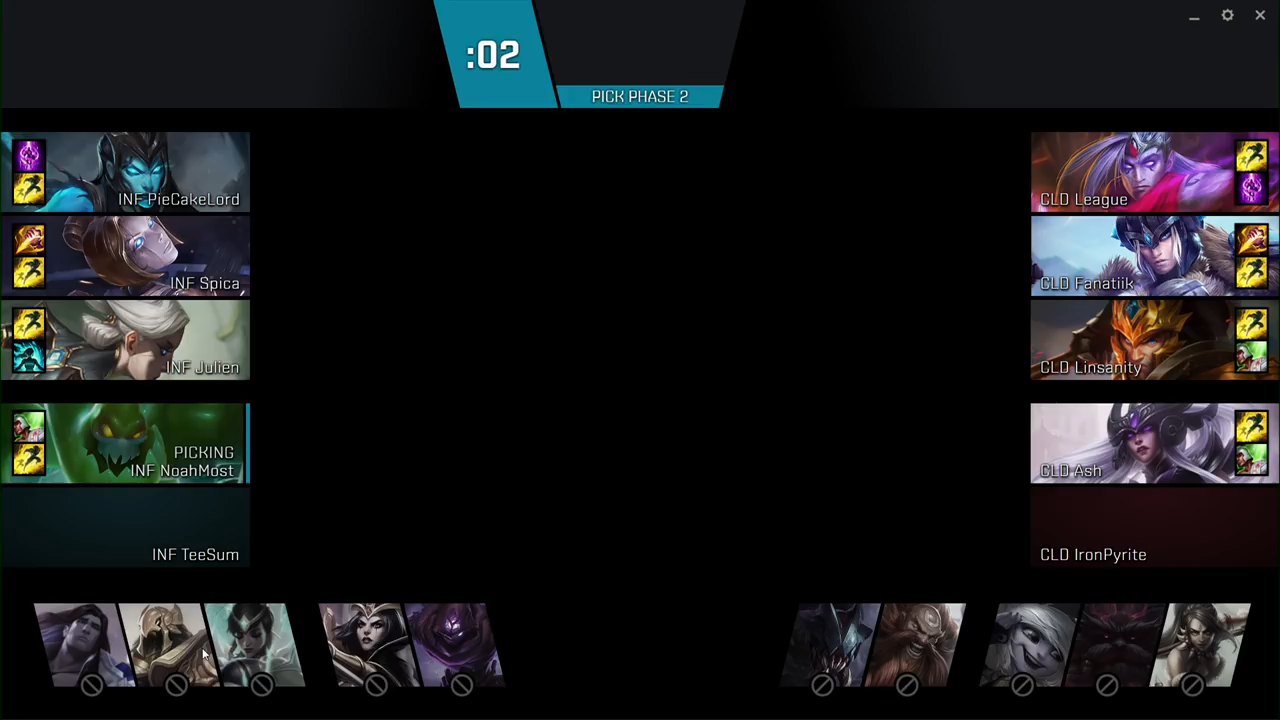 :02
PICK PHASE 2
INF PieCakeLord
INF Spica
INF Julien
PICKING
INF NoahMost
INF TeeSum
CLD League
CLD Fanatiik
CLD Linsanity
CLD Ash
CLD IronPyrite